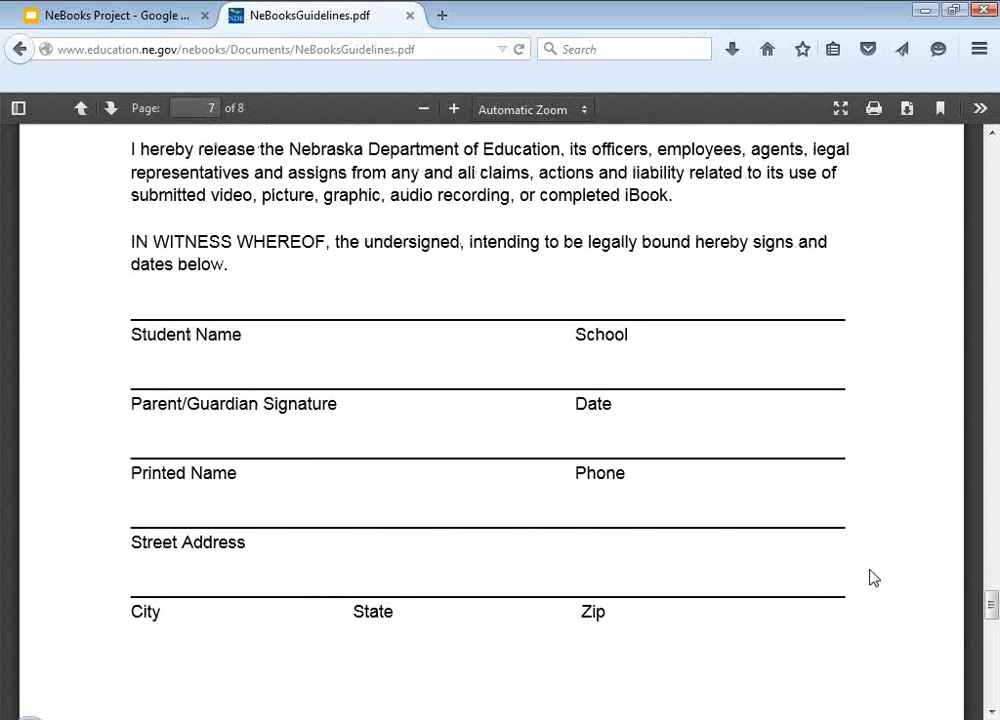 NeBooks Project - Google ... × NeBooksGuidelines.pdf × +
www.education.ne.gov/nebooks/Documents/NeBooksGuidelines.pdf Search
Page: 7 of 8 Automatic Zoom
I hereby release the Nebraska Department of Education, its officers, employees, agents, legal
representatives and assigns from any and all claims, actions and liability related to its use of
submitted video, picture, graphic, audio recording, or completed iBook.
IN WITNESS WHEREOF, the undersigned, intending to be legally bound hereby signs and
dates below.
Student Name School
Parent/Guardian Signature Date
Printed Name Phone
Street Address
City State Zip